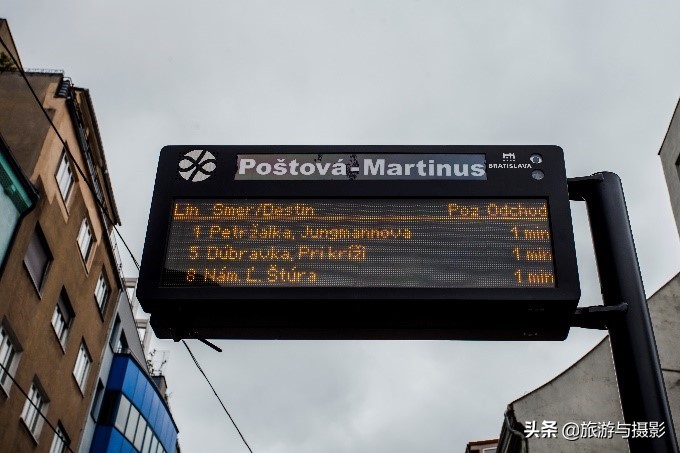 Poštová-Martinus
BRATISLAVA
Lin Smer/Destin Poz Odchod
1 Petržalka, Jungmannova 1 min
5 Dúbravka, Pri kríži 1 min
8 Nám. Ľ. Štúra 1 min
头条 @旅游与摄影